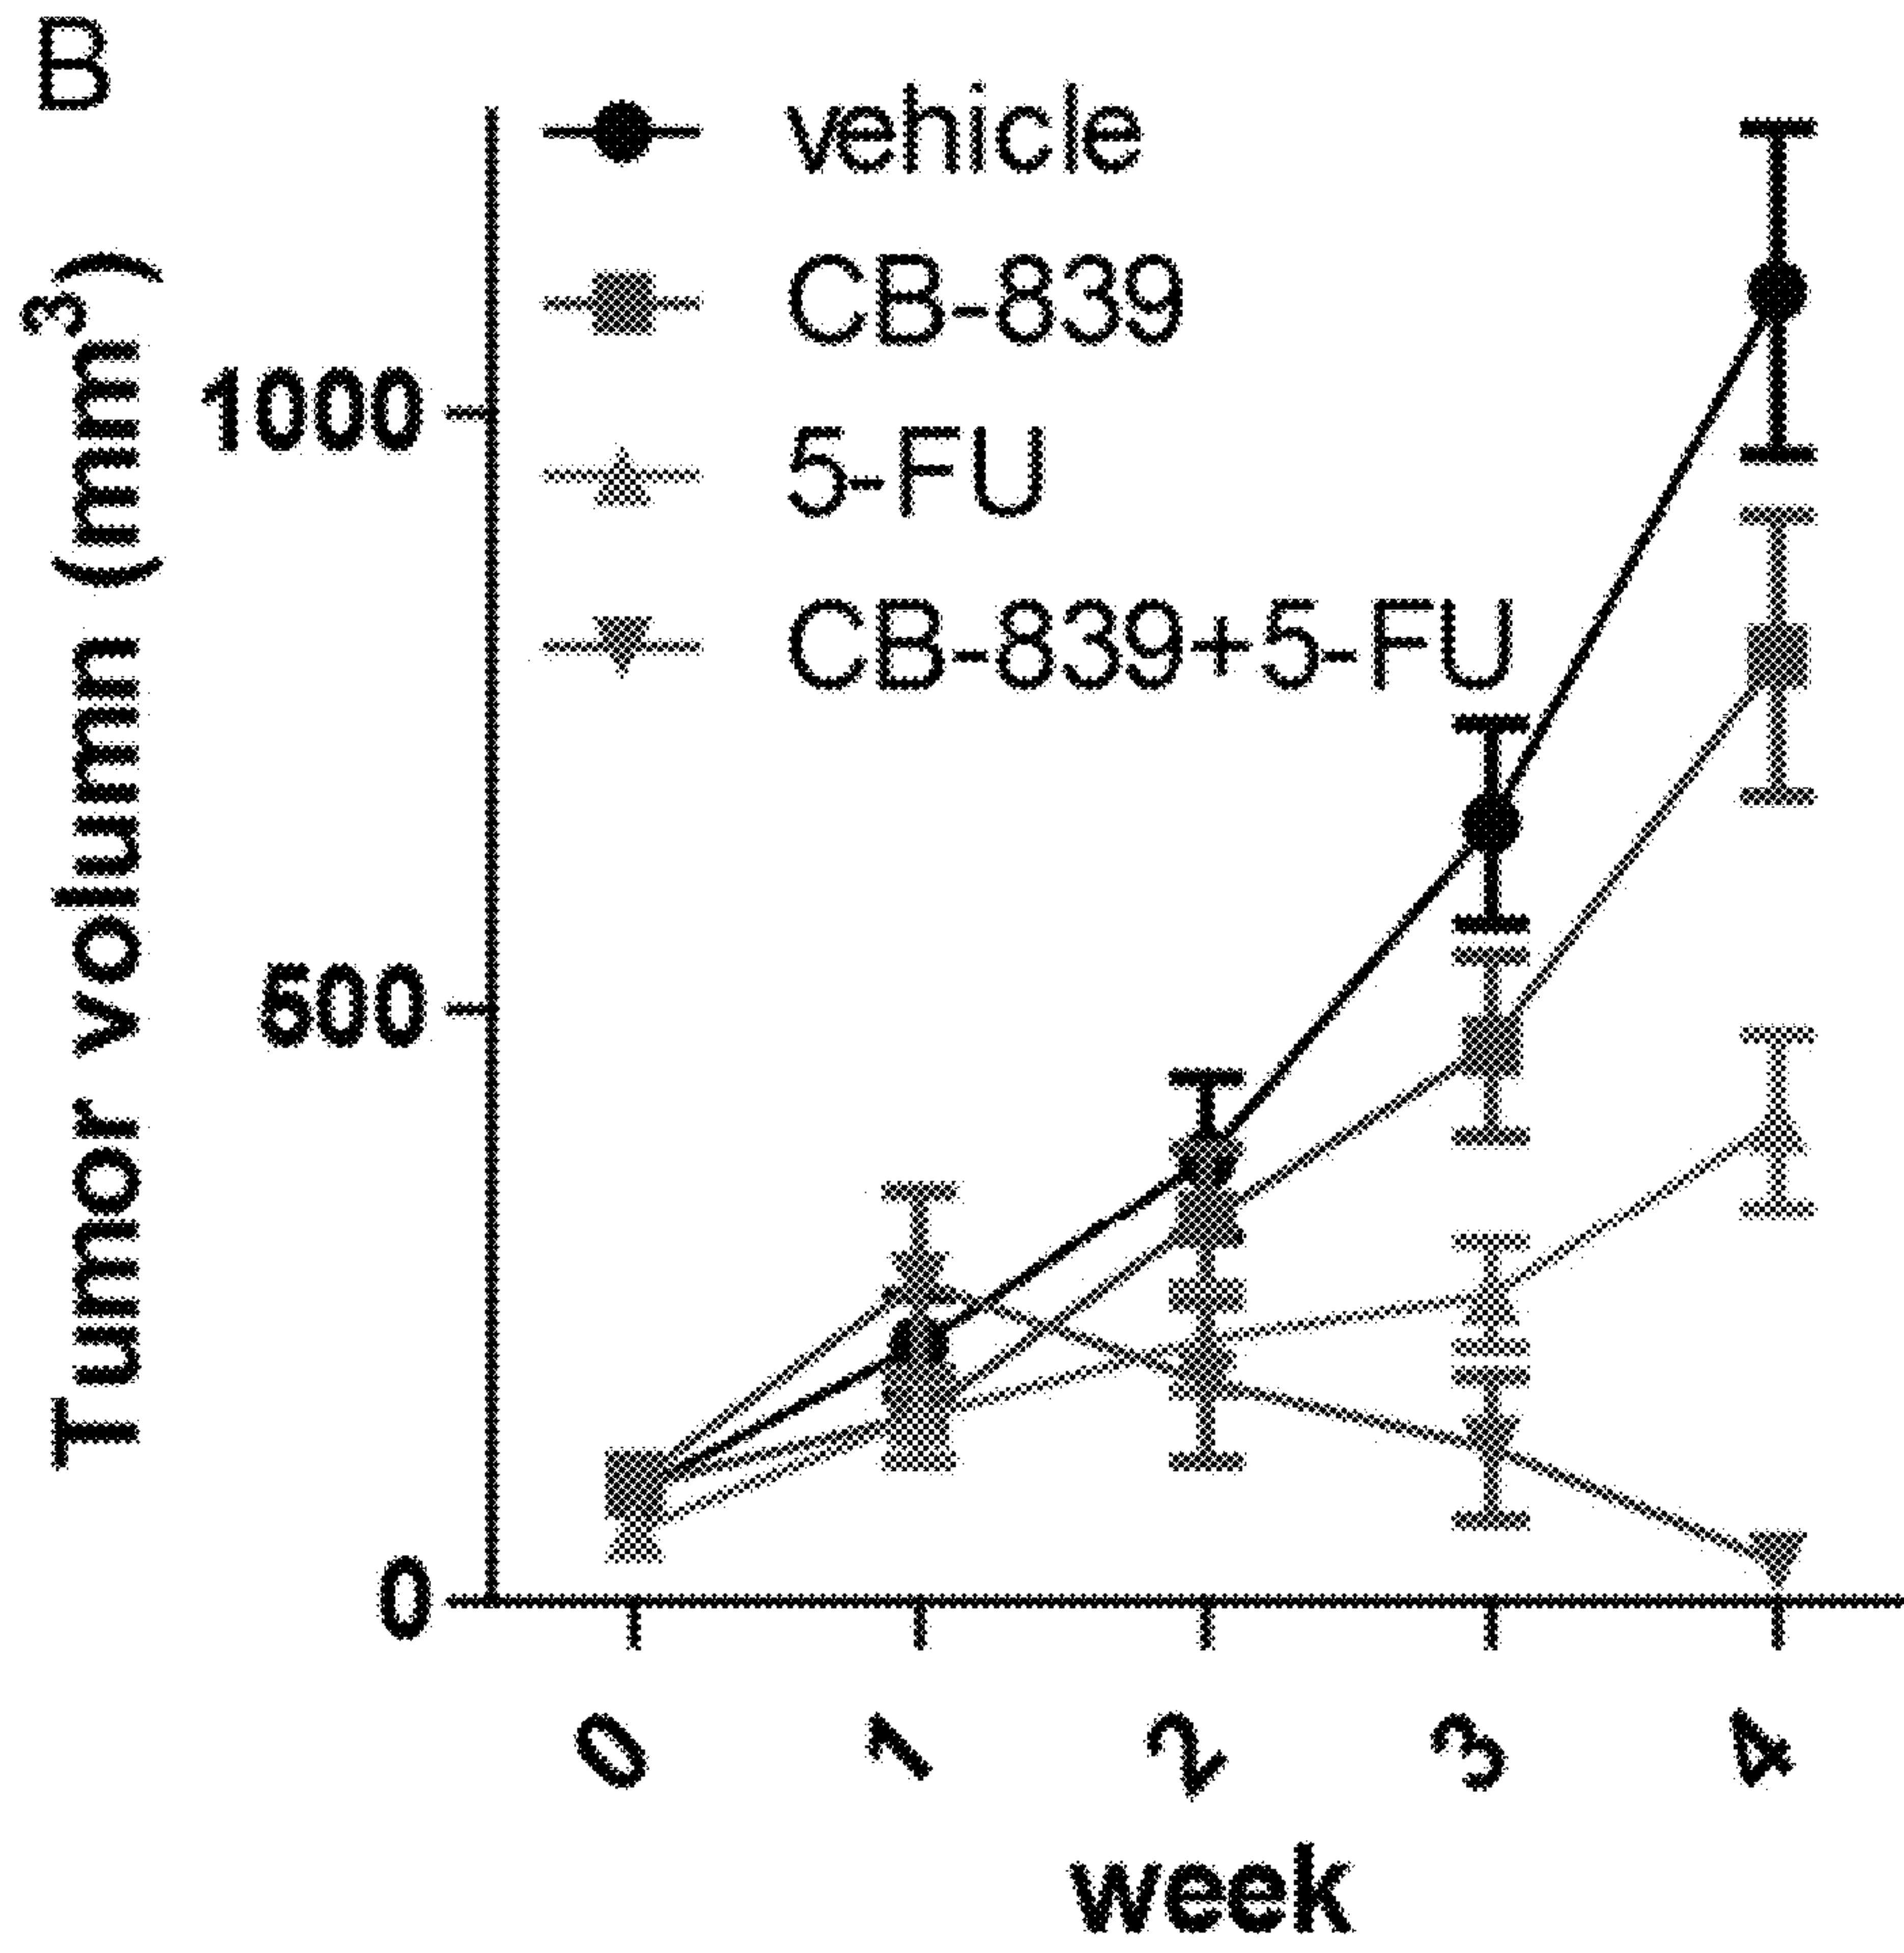 B
vehicle
CB-839
5-FU
CB-839+5-FU
Tumor volumn (mm³)
1000
500
0
0 1 2 3 4
week